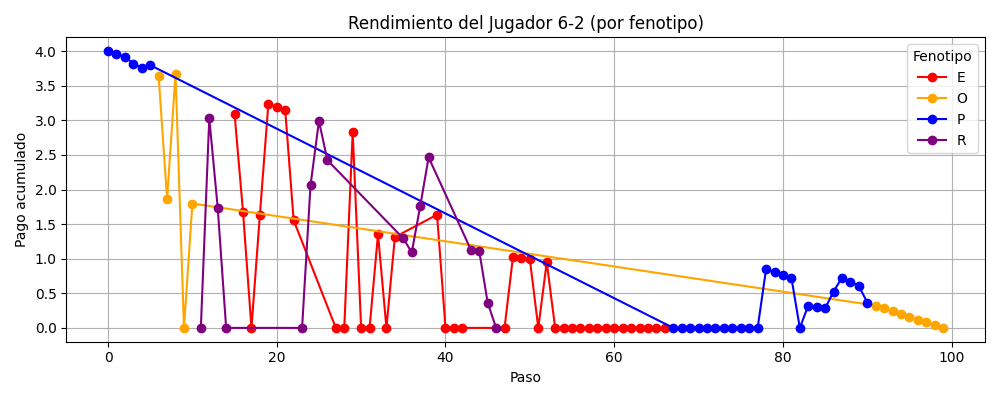 Rendimiento del Jugador 6-2 (por fenotipo)
Pago acumulado
4.0
3.5
3.0
2.5
2.0
1.5
1.0
0.5
0.0
Fenotipo
E
O
P
R
0 20 40 60 80 100
Paso